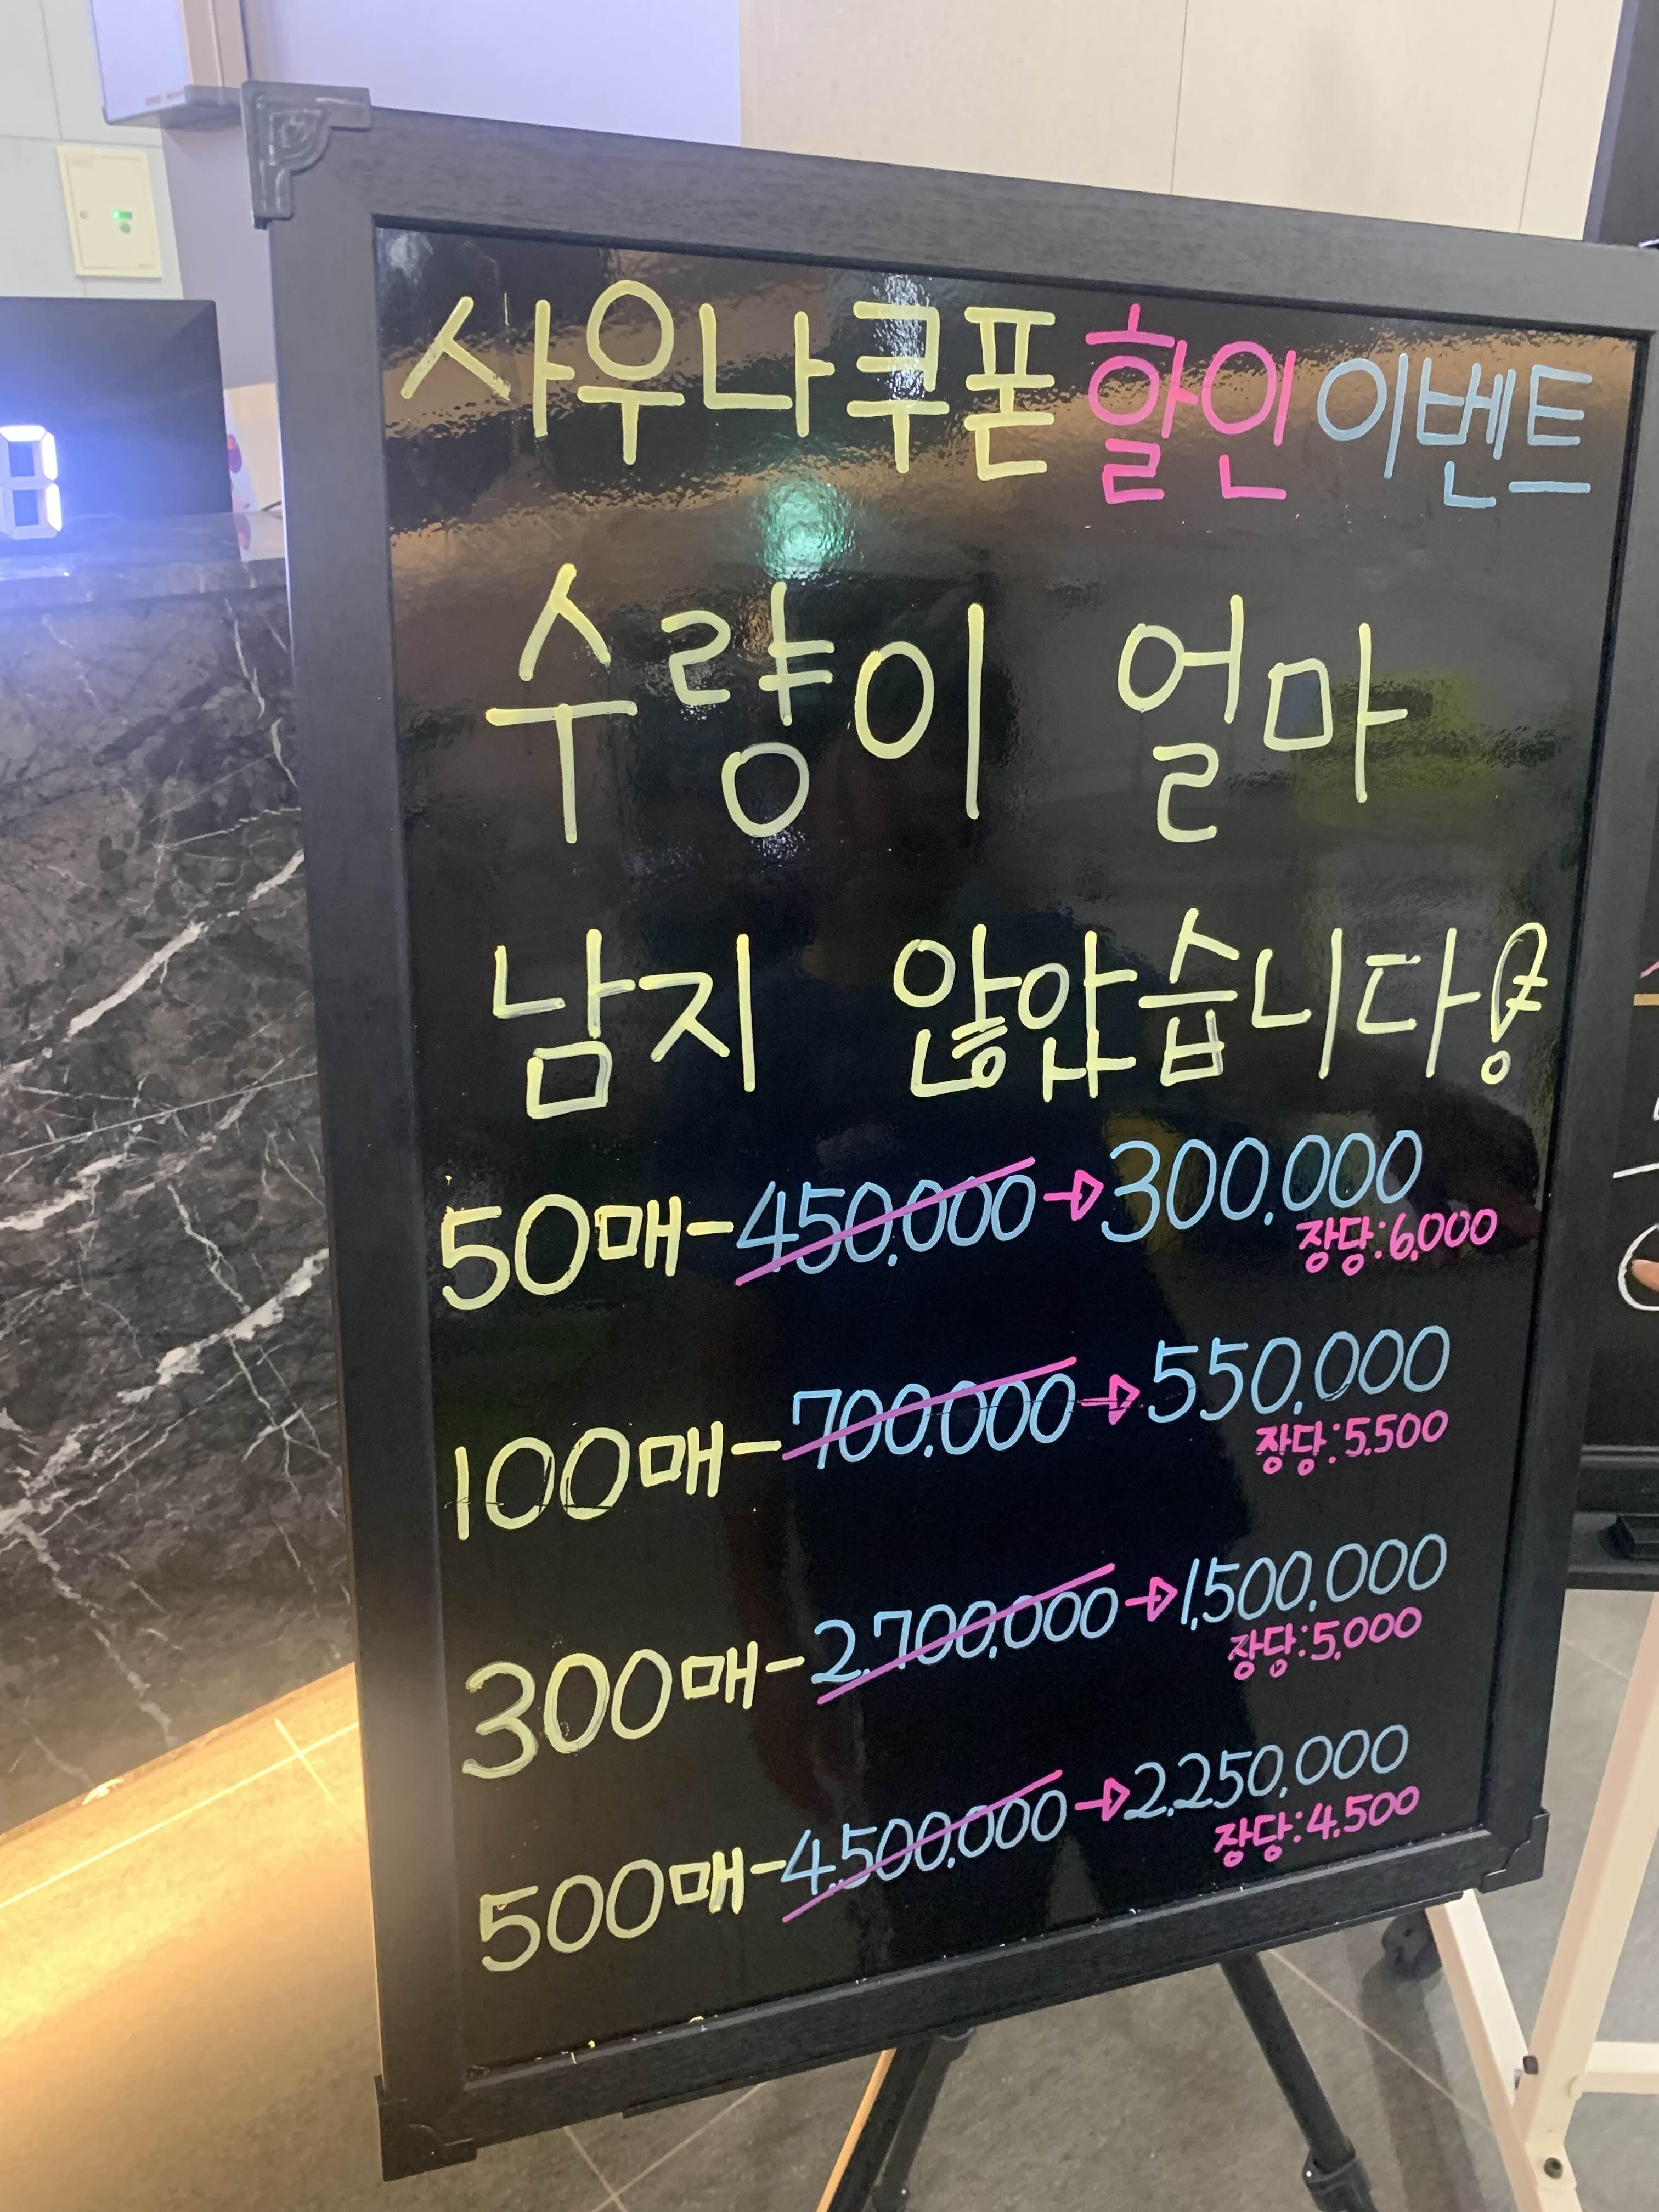 사우나쿠폰 할인 이벤트
수량이 얼마
남지 않았습니다!
50매-450,000→300,000
장당:6,000
100매-700,000→550,000
장당:5,500
300매-2,700,000→1,500,000
장당:5,000
500매-4,500,000→2,250,000
장당:4,500